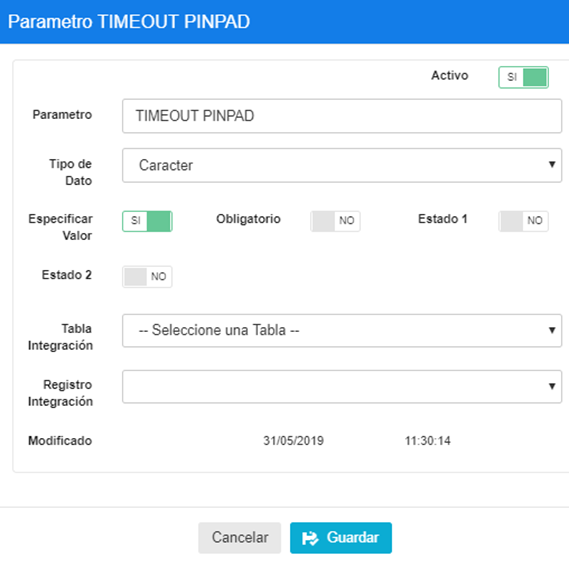 Parametro TIMEOUT PINPAD
Activo SI
Parametro TIMEOUT PINPAD
Tipo de
Dato
Caracter
Especificar
Valor
SI
Obligatorio NO
Estado 1 NO
Estado 2 NO
Tabla
Integración
-- Seleccione una Tabla --
Registro
Integración
Modificado 31/05/2019 11:30:14
Cancelar Guardar